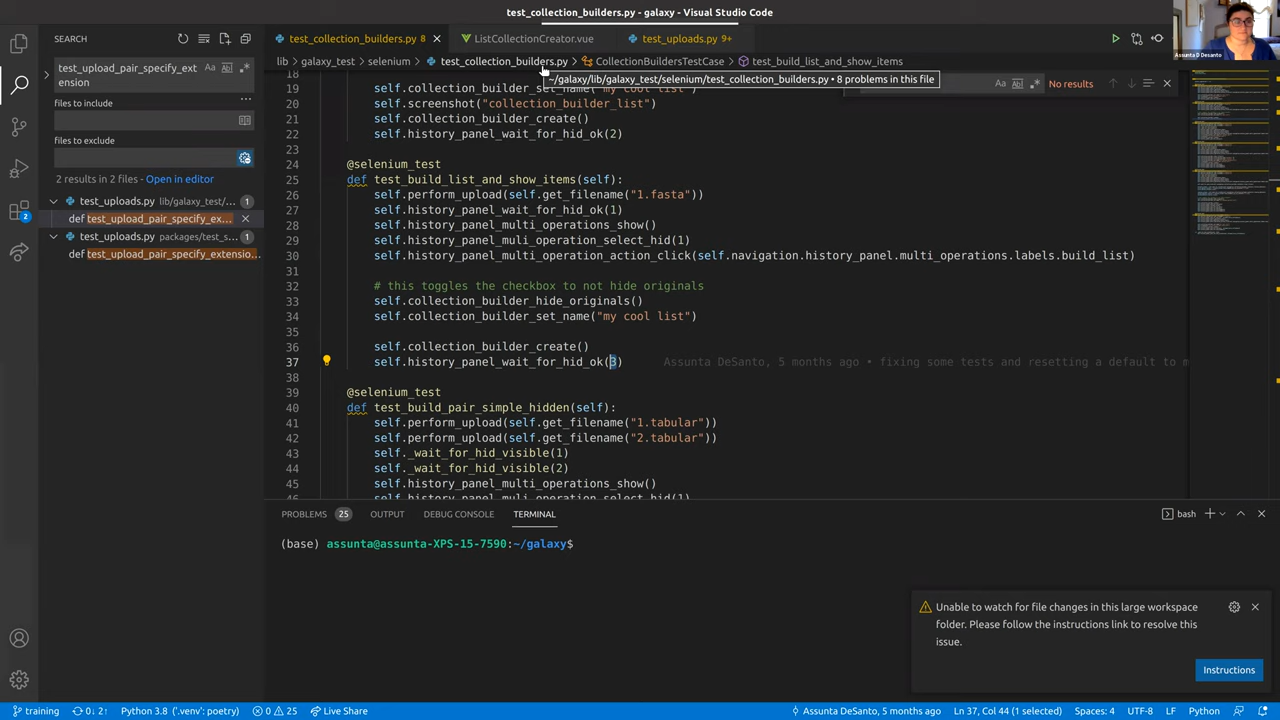 test_collection_builders.py - galaxy - Visual Studio Code
Assunta D Desanto
SEARCH
test_collection_builders.py 8
ListCollectionCreator.vue
test_uploads.py 9+
test_upload_pair_specify_ext
ension
Aa
lib > galaxy_test > selenium > test_collection_builders.py > CollectionBuildersTestCase > test_build_list_and_show_items
~/galaxy/lib/galaxy_test/selenium/test_collection_builders.py • 8 problems in this file
Aa
No results
files to include
files to exclude
2 results in 2 files - Open in editor
test_uploads.py lib/galaxy_test/... 1
def test_upload_pair_specify_ex...
test_uploads.py packages/test_s... 1
def test_upload_pair_specify_extensio...
18
19 self.collection_builder_set_name("my cool list")
20 self.screenshot("collection_builder_list")
21 self.collection_builder_create()
22 self.history_panel_wait_for_hid_ok(2)
23
24 @selenium_test
25 def test_build_list_and_show_items(self):
26 self.perform_upload(self.get_filename("1.fasta"))
27 self.history_panel_wait_for_hid_ok(1)
28 self.history_panel_multi_operations_show()
29 self.history_panel_multi_operation_select_hid(1)
30 self.history_panel_multi_operation_action_click(self.navigation.history_panel.multi_operations.labels.build_list)
31
32 # this toggles the checkbox to not hide originals
33 self.collection_builder_hide_originals()
34 self.collection_builder_set_name("my cool list")
35
36 self.collection_builder_create()
37 self.history_panel_wait_for_hid_ok(3) Assunta DeSanto, 5 months ago • fixing some tests and resetting a default to m
38
39 @selenium_test
40 def test_build_pair_simple_hidden(self):
41 self.perform_upload(self.get_filename("1.tabular"))
42 self.perform_upload(self.get_filename("2.tabular"))
43 self._wait_for_hid_visible(1)
44 self._wait_for_hid_visible(2)
45 self.history_panel_multi_operations_show()
46 self.history_panel_muli_operation_select_hid(1)
2
PROBLEMS 25 OUTPUT DEBUG CONSOLE TERMINAL
bash
(base) assunta@assunta-XPS-15-7590:~/galaxy$
Unable to watch for file changes in this large workspace
folder. Please follow the instructions link to resolve this
issue.
Instructions
training 0↓ 2↑ Python 3.8 ('.venv': poetry) 0 25 Live Share Assunta DeSanto, 5 months ago Ln 37, Col 44 (1 selected) Spaces: 4 UTF-8 LF Python